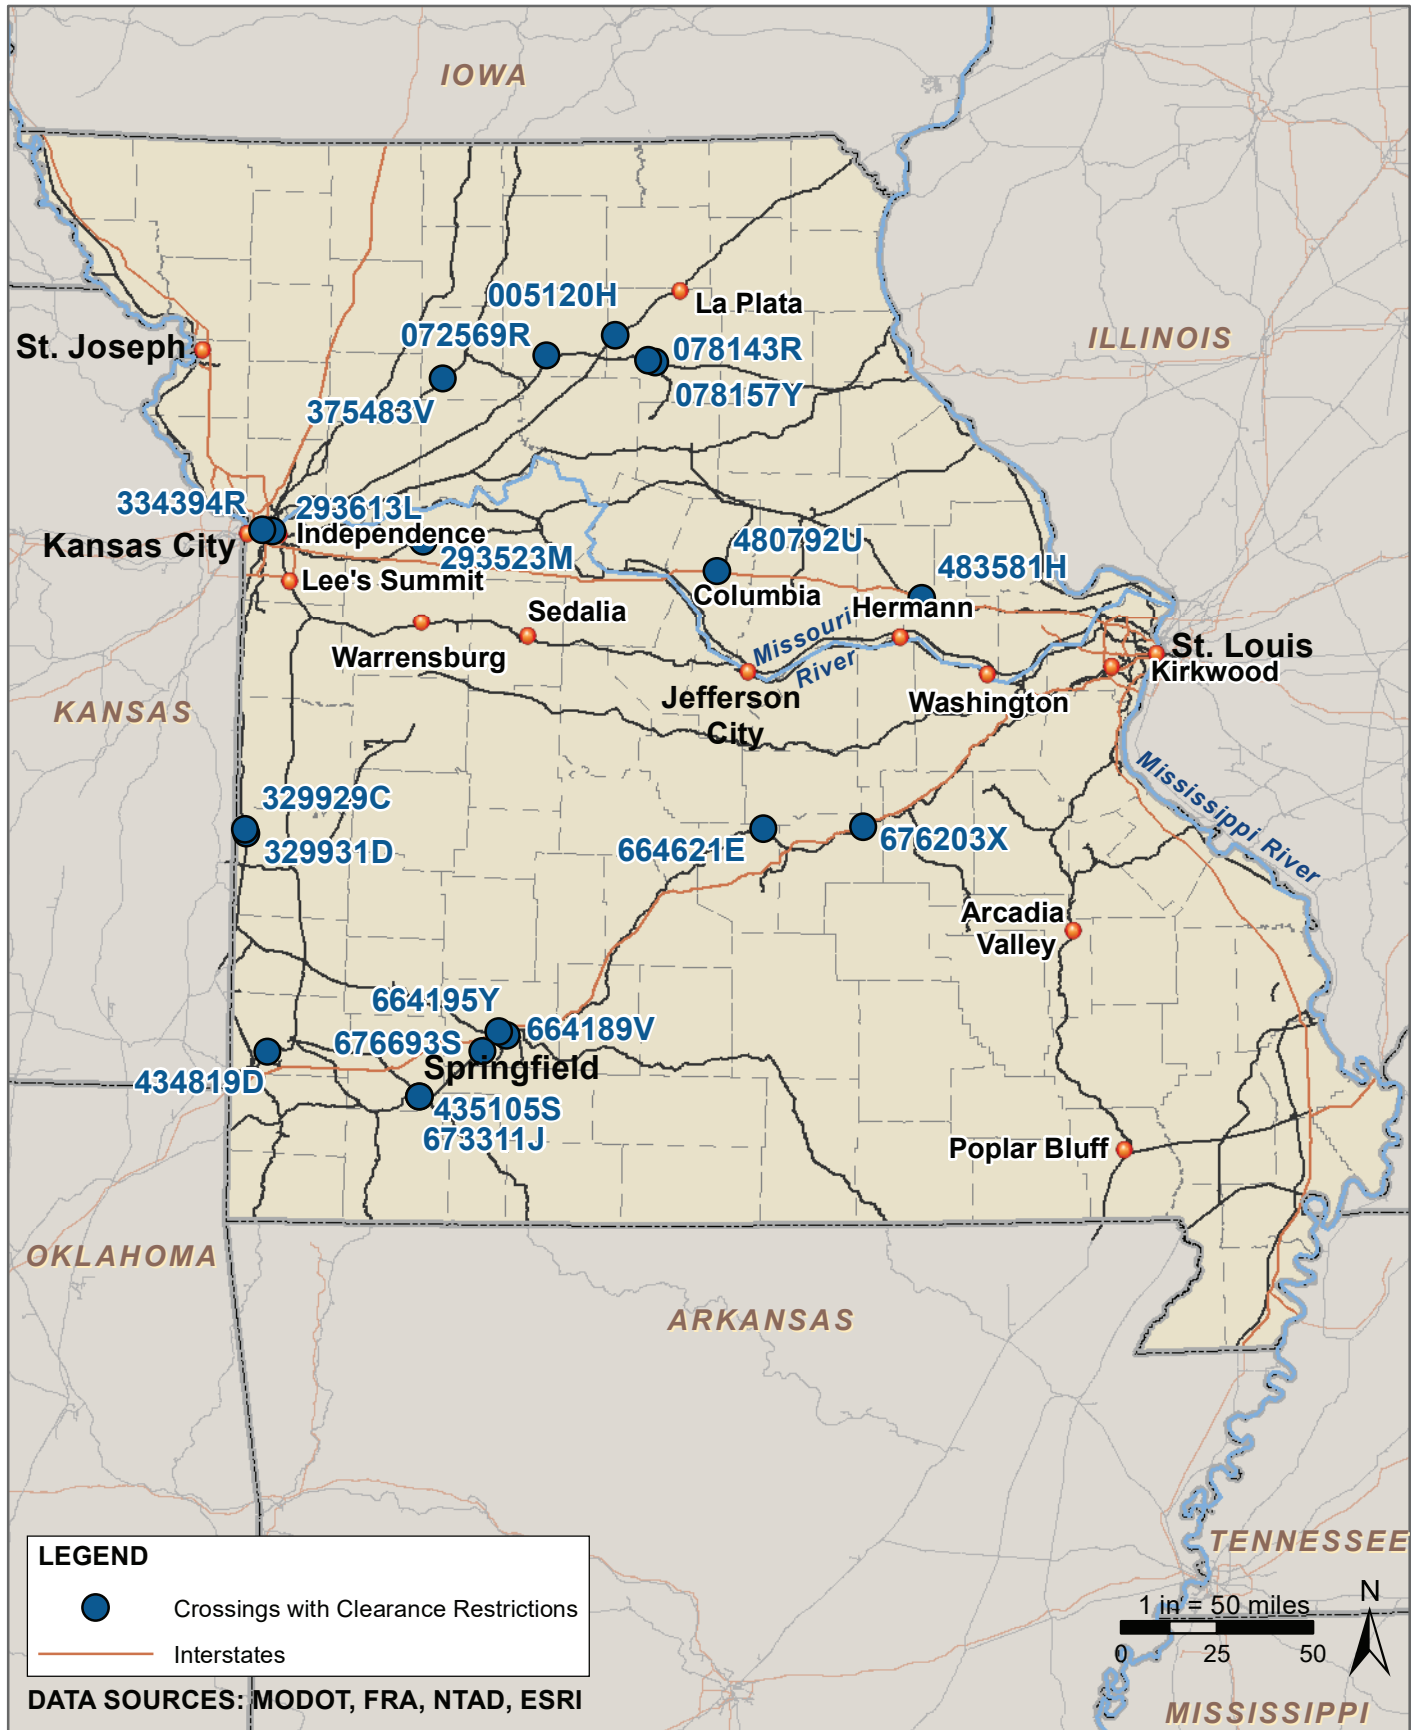 IOWA
005120H
La Plata
072569R
ILLINOIS
St. Joseph
078143R
078157Y
375483V
334394R
293613L
Independence
Kansas City
480792U
293523M
483581H
Lee's Summit
Columbia
Sedalia
Hermann
Missouri
River
Warrensburg
St. Louis
Kirkwood
Jefferson
City
Washington
KANSAS
Mississippi River
329929C
329931D
664621E
676203X
Arcadia
Valley
664195Y
664189V
676693S
Springfield
434819D
435105S
673311J
Poplar Bluff
OKLAHOMA
ARKANSAS
TENNESSEE
LEGEND
Crossings with Clearance Restrictions
Interstates
1 in = 50 miles
N
0 25 50
DATA SOURCES: MODOT, FRA, NTAD, ESRI
MISSISSIPPI